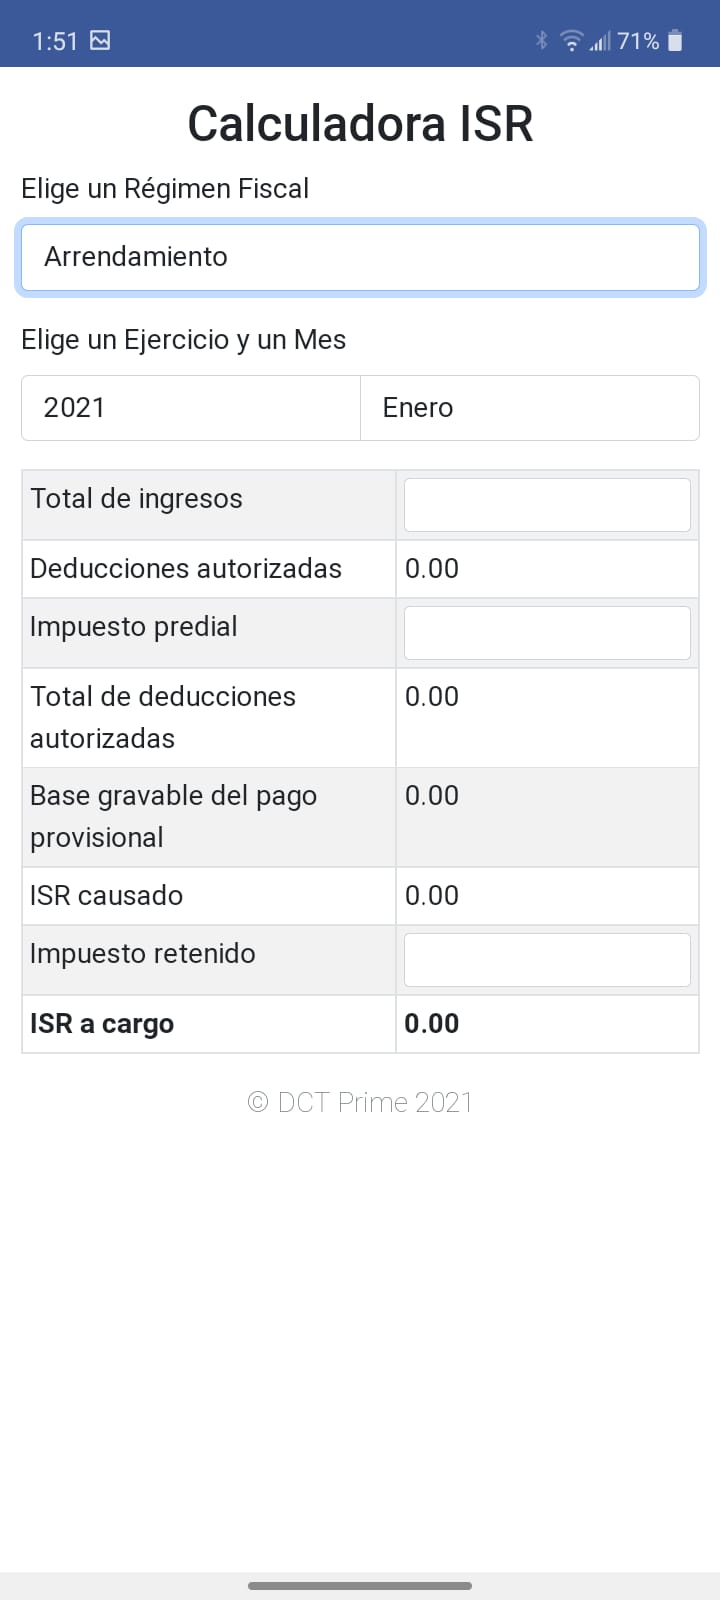 1:51 71%
Calculadora ISR
Elige un Régimen Fiscal
Arrendamiento
Elige un Ejercicio y un Mes
2021 Enero
Total de ingresos
Deducciones autorizadas 0.00
Impuesto predial
Total de deducciones 0.00
autorizadas
Base gravable del pago 0.00
provisional
ISR causado 0.00
Impuesto retenido
ISR a cargo 0.00
© DCT Prime 2021